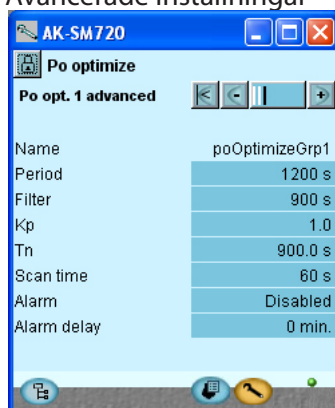 Avancerade inställningar
AK-SM720
Po optimize
Po opt. 1 advanced
Name poOptimizeGrp1
Period 1200 s
Filter 900 s
Kp 1.0
Tn 900.0 s
Scan time 60 s
Alarm Disabled
Alarm delay 0 min.